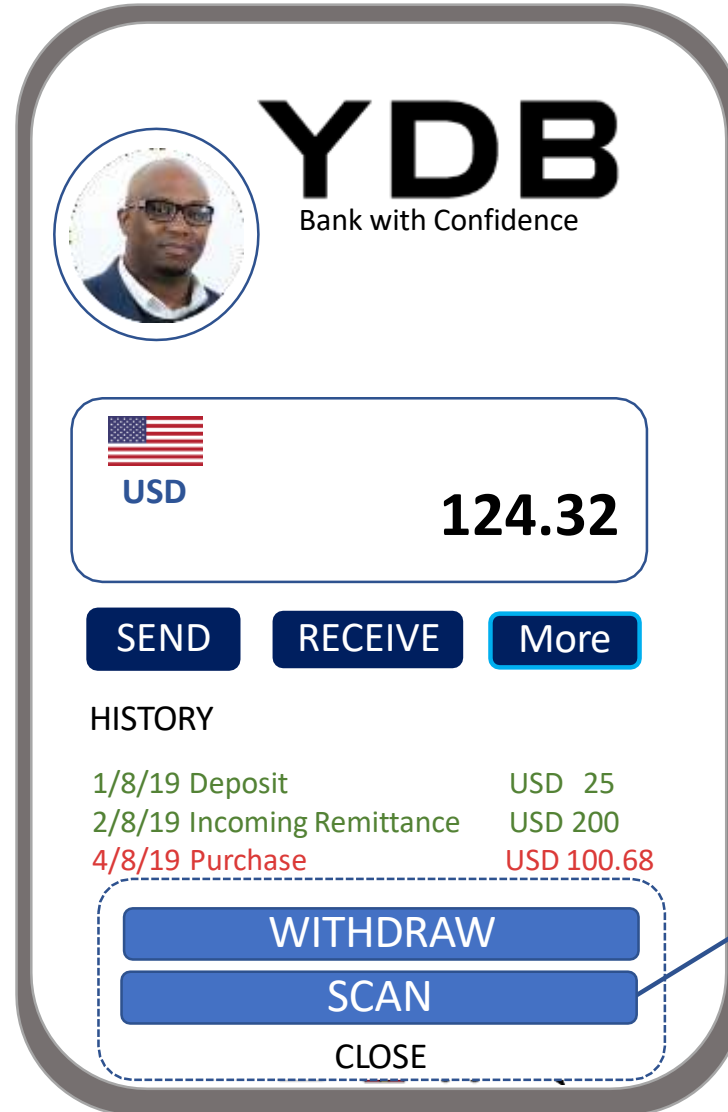 YDB
Bank with Confidence
USD
124.32
SEND RECEIVE More
HISTORY
1/8/19 Deposit USD 25
2/8/19 Incoming Remittance USD 200
4/8/19 Purchase USD 100.68
WITHDRAW
SCAN
CLOSE